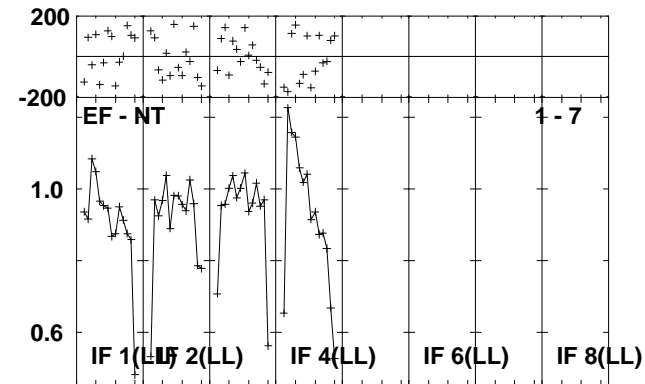 200
-200
EF - NT 1 - 7
1.0
0.6
IF 1(LL) IF 2(LL) IF 4(LL) IF 6(LL) IF 8(LL)